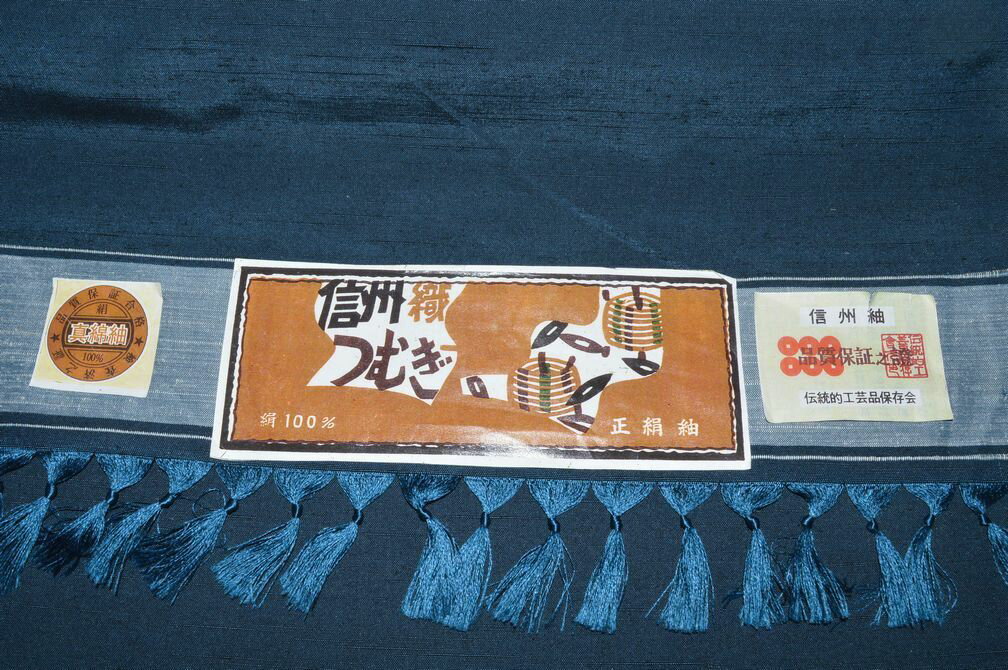 品質保証合格
絹
真綿紬
100%
信州織
つむぎ
絹100%
正絹紬
信州紬
品質保証之證
伝統的工芸品保存会